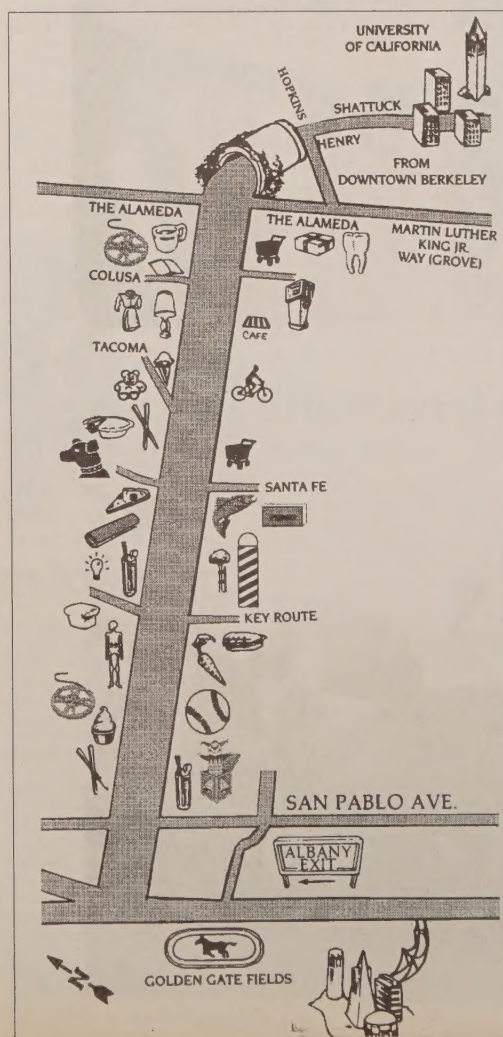 UNIVERSITY
OF CALIFORNIA
HOPKINS
SHATTUCK
HENRY
FROM
DOWNTOWN BERKELEY
THE ALAMEDA
THE ALAMEDA
MARTIN LUTHER
KING JR.
WAY (GROVE)
COLUSA
CAFE
TACOMA
SANTA FE
KEY ROUTE
SAN PABLO AVE.
ALBANY
EXIT
N
GOLDEN GATE FIELDS